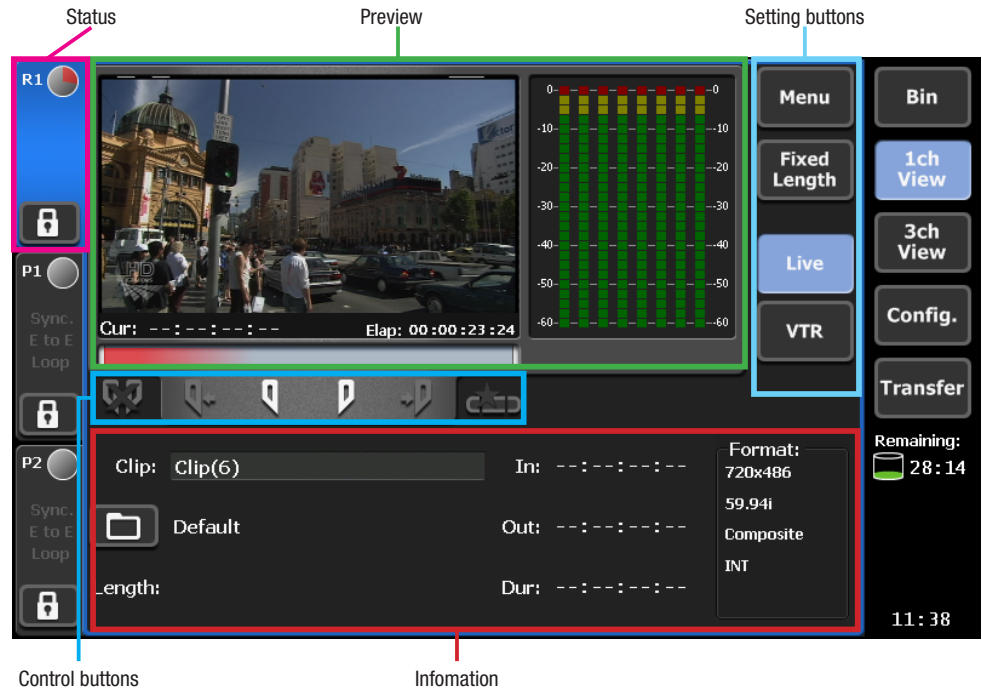 Status
Preview
Setting buttons
R1
P1
Sync.
E to E
Loop
P2
Sync.
E to E
Loop
HD
Cur: --:--:--:--
Elap: 00:00:23:24
0- -0
-10- -10
-20- -20
-30- -30
-40- -40
-50- -50
-60- -60
Menu
Fixed
Length
Live
VTR
Bin
1ch
View
3ch
View
Config.
Transfer
Remaining:
28:14
11:38
Clip: Clip(6)
Default
Length:
In: --:--:--:--
Out: --:--:--:--
Dur: --:--:--:--
Format:
720x486
59.94i
Composite
INT
Control buttons
Infomation